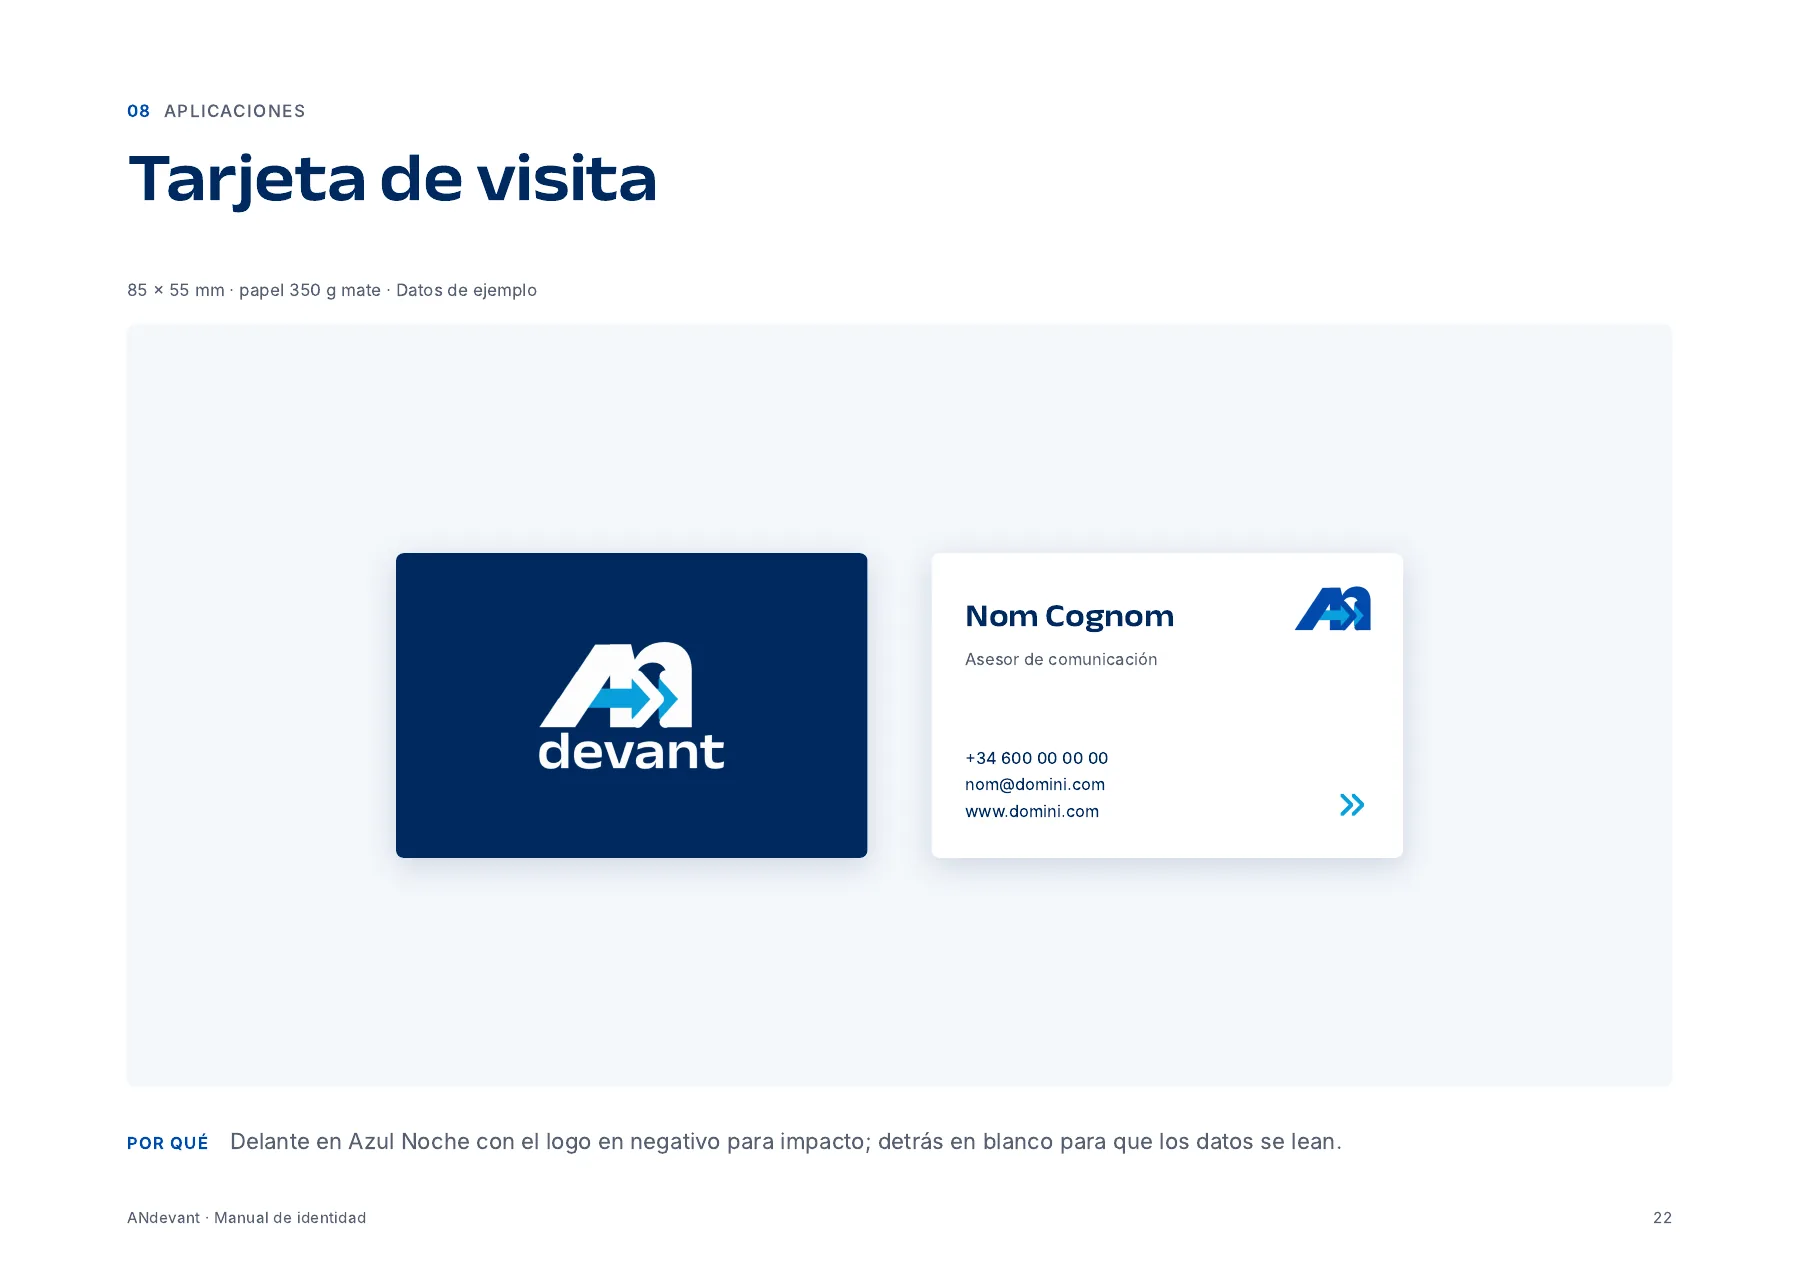 08 APLICACIONES
Tarjeta de visita
85 × 55 mm · papel 350 g mate · Datos de ejemplo
AN
devant
Nom Cognom
AN
Asesor de comunicación
+34 600 00 00 00
nom@domini.com
www.domini.com
POR QUÉ Delante en Azul Noche con el logo en negativo para impacto; detrás en blanco para que los datos se lean.
ANdevant · Manual de identidad
22